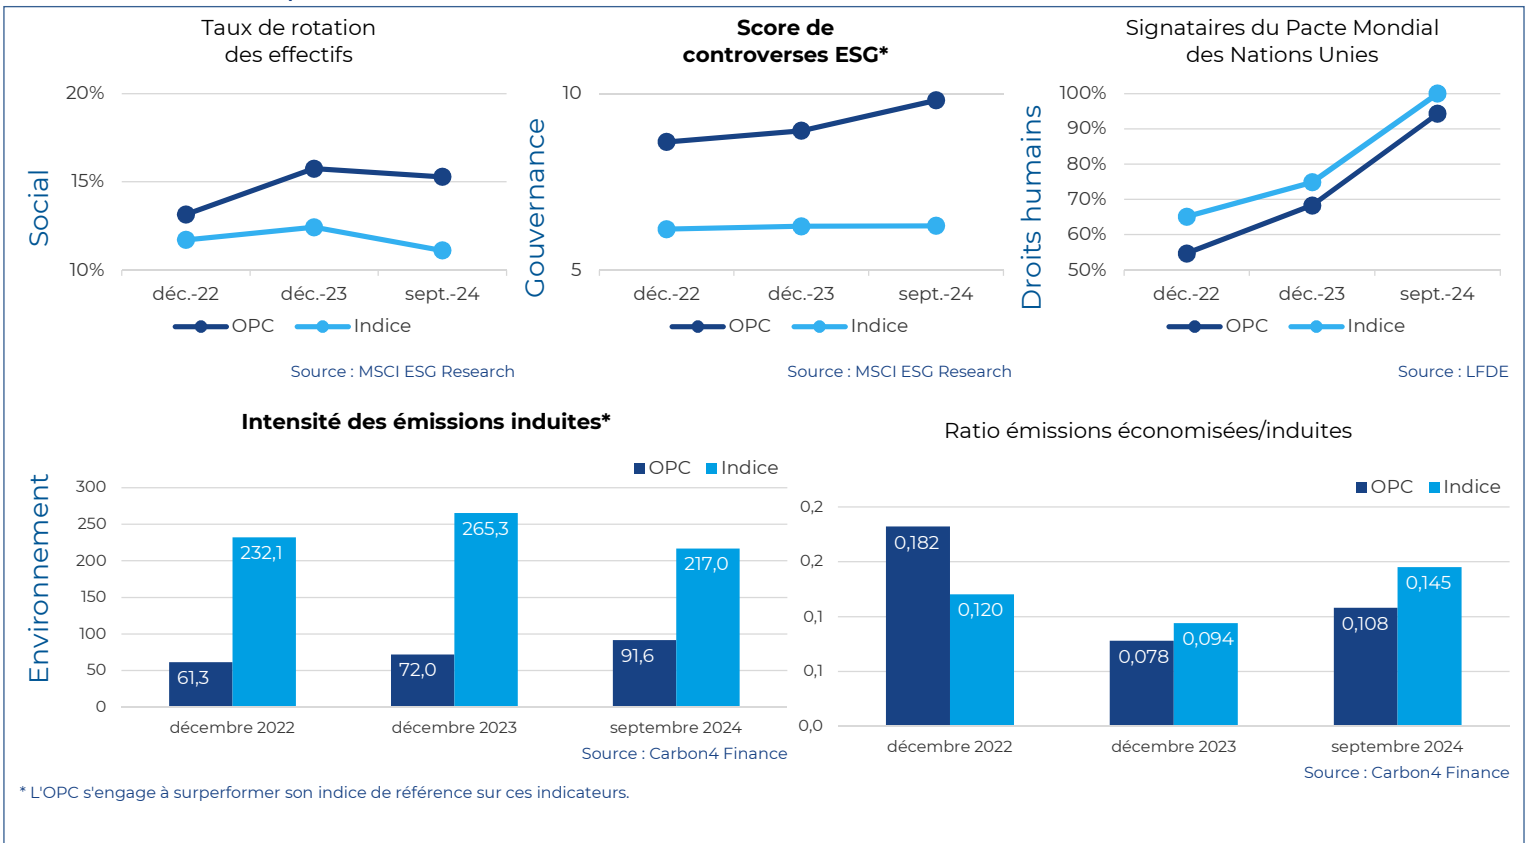 Taux de rotation
des effectifs
Social
20%
15%
10%
déc.-22
déc.-23
sept.-24
OPC
Indice
Source : MSCI ESG Research
Score de
controverses ESG*
Gouvernance
10
5
déc.-22
déc.-23
sept.-24
OPC
Indice
Source : MSCI ESG Research
Signataires du Pacte Mondial
des Nations Unies
Droits humains
100%
90%
80%
70%
60%
50%
déc.-22
déc.-23
sept.-24
OPC
Indice
Source : LFDE
Intensité des émissions induites*
Environnement
OPC
Indice
300
250
200
150
100
50
0
61,3
232,1
72,0
265,3
91,6
217,0
décembre 2022
décembre 2023
septembre 2024
Source : Carbon4 Finance
Ratio émissions économisées/induites
OPC
Indice
0,2
0,2
0,1
0,1
0,0
0,182
0,120
0,078
0,094
0,108
0,145
décembre 2022
décembre 2023
septembre 2024
Source : Carbon4 Finance
* L'OPC s'engage à surperformer son indice de référence sur ces indicateurs.